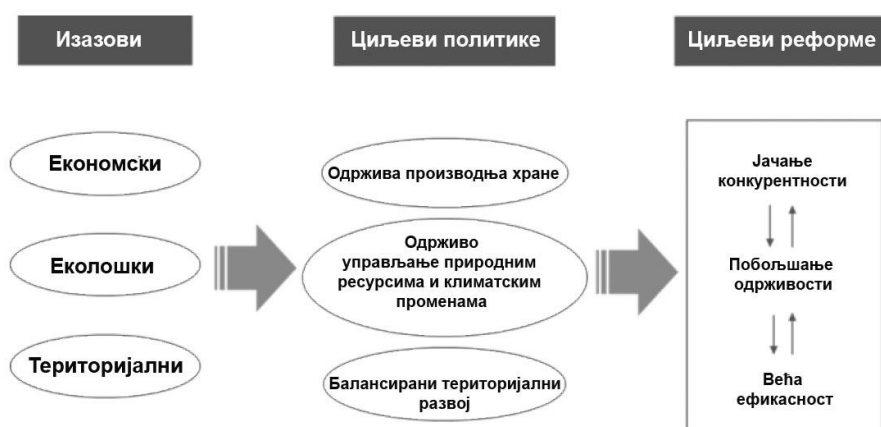 Изазови
Циљеви политике
Циљеви реформе
Економски
Еколошки
Територијални
Одржива производња хране
Одрживо
управљање природним
ресурсима и климатским
променама
Балансирани територијални
развој
Јачање
конкурентности
Побољшање
одрживости
Већа
ефикасност